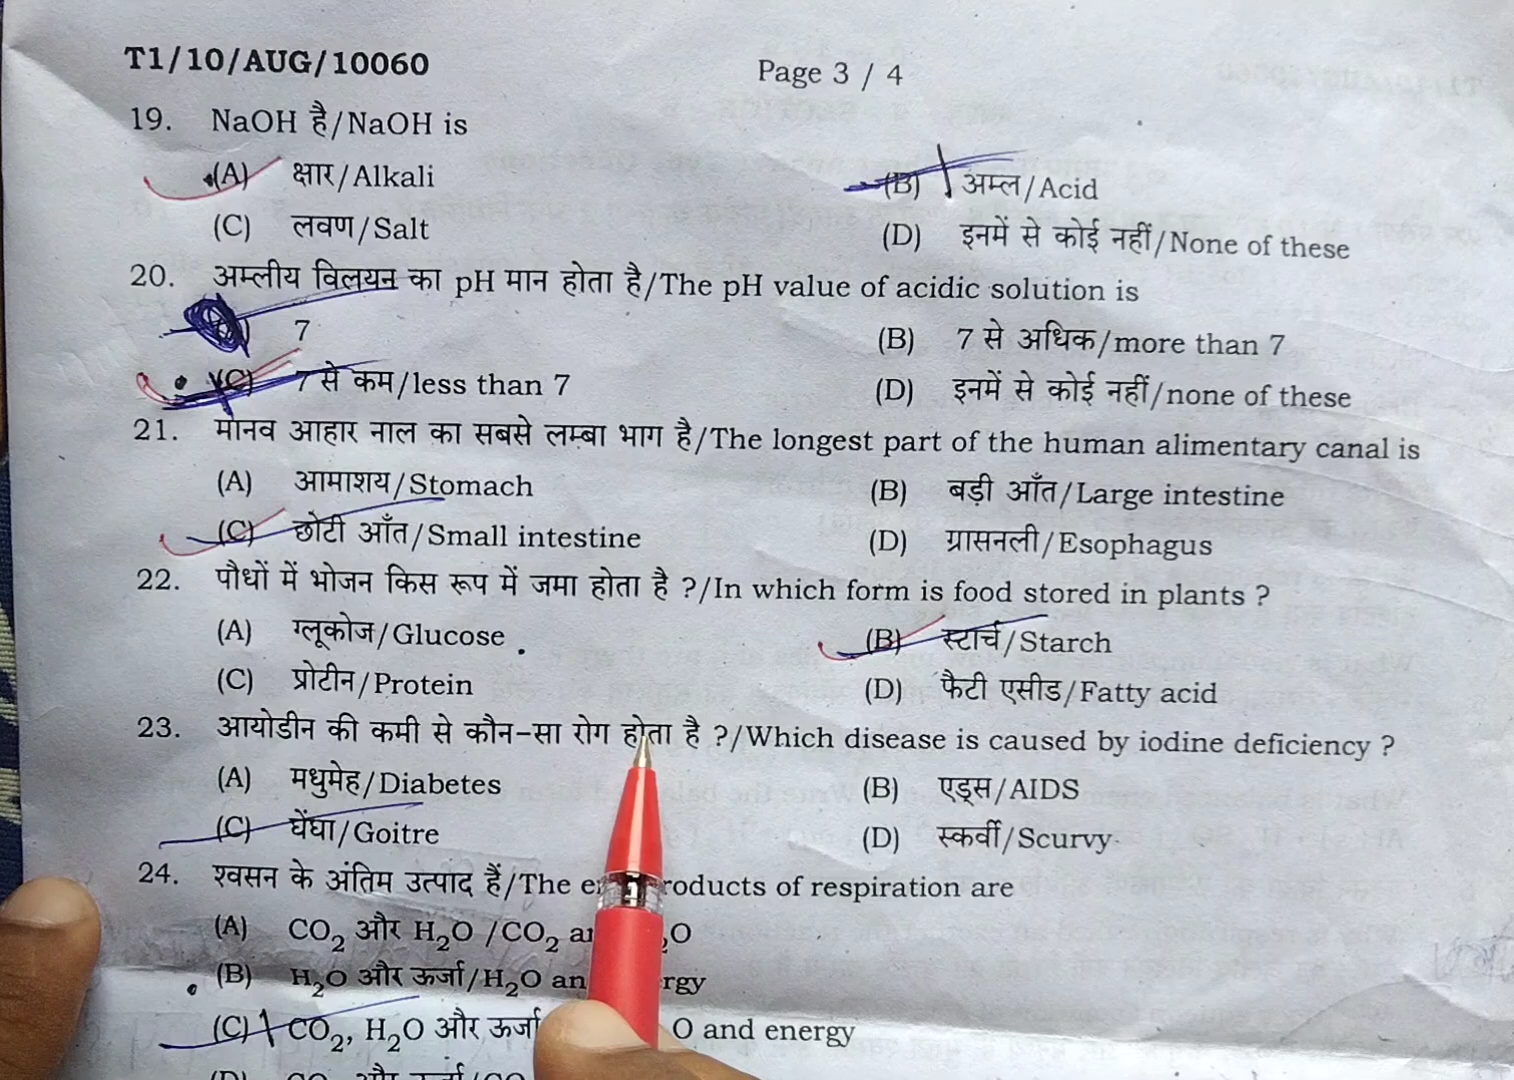 T1/10/AUG/10060 Page 3 / 4
19. NaOH है/NaOH is
(A) क्षार/Alkali (B) अम्ल/Acid
(C) लवण/Salt (D) इनमें से कोई नहीं/None of these
20. अम्लीय विलयन का pH मान होता है/The pH value of acidic solution is
7 (B) 7 से अधिक/more than 7
(C) 7 से कम/less than 7 (D) इनमें से कोई नहीं/none of these
21. मानव आहार नाल का सबसे लम्बा भाग है/The longest part of the human alimentary canal is
(A) आमाशय/Stomach (B) बड़ी आँत/Large intestine
(C) छोटी आँत/Small intestine (D) ग्रासनली/Esophagus
22. पौधों में भोजन किस रूप में जमा होता है ?/In which form is food stored in plants ?
(A) ग्लूकोज/Glucose (B) स्टार्च/Starch
(C) प्रोटीन/Protein (D) फैटी एसीड/Fatty acid
23. आयोडीन की कमी से कौन-सा रोग होता है ?/Which disease is caused by iodine deficiency ?
(A) मधुमेह/Diabetes (B) एड्स/AIDS
(C) घेंघा/Goitre (D) स्कर्वी/Scurvy
24. श्वसन के अंतिम उत्पाद हैं/The of respiration are
(A) CO₂ और H₂O /CO₂
(B) H₂O और ऊर्जा/H₂O
(C) CO₂, H₂O और ऊर्जा O and energy